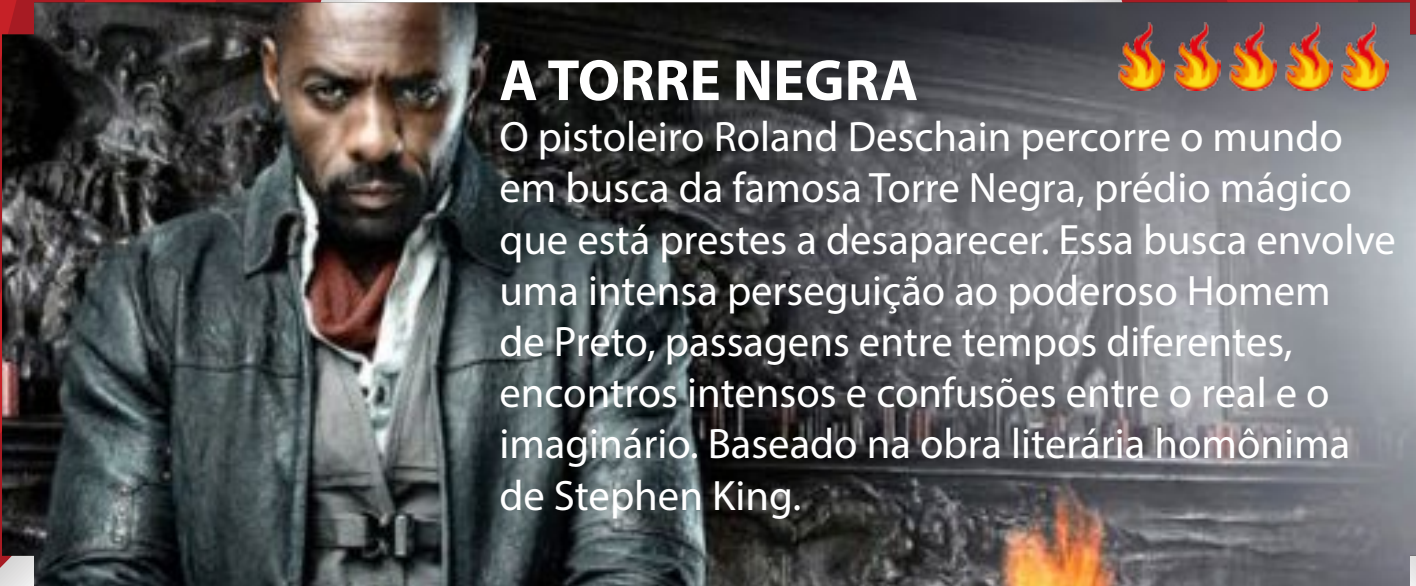 A TORRE NEGRA
O pistoleiro Roland Deschain percorre o mundo
em busca da famosa Torre Negra, prédio mágico
que está prestes a desaparecer. Essa busca envolve
uma intensa perseguição ao poderoso Homem
de Preto, passagens entre tempos diferentes,
encontros intensos e confusões entre o real e o
imaginário. Baseado na obra literária homônima
de Stephen King.